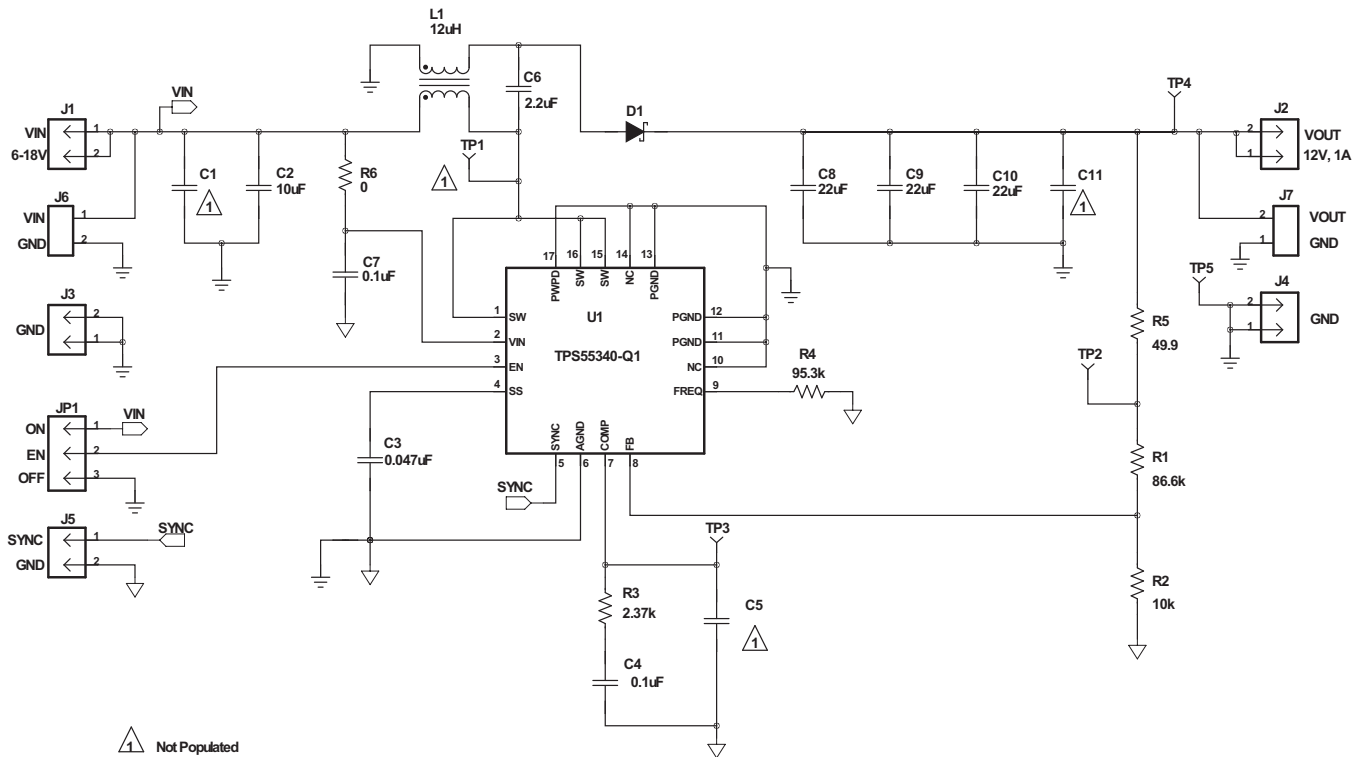 L1
12uH
VIN
C6
2.2uF
TP4
J1
VIN
6-18V
1
2
D1
J2
2
1
VOUT
12V, 1A
TP1
1
R6
0
C1
1
C2
10uF
C8
22uF
C9
22uF
C10
22uF
C11
1
J6
VIN
GND
1
2
J7
2
1
VOUT
GND
C7
0.1uF
17
16
15
14
13
PWPD
SW
SW
NC
PGND
TP5
J4
2
1
GND
J3
GND
2
1
U1
TPS55340-Q1
1
SW
2
VIN
3
EN
4
SS
PGND
12
PGND
11
NC
10
FREQ
9
R4
95.3k
R5
49.9
TP2
JP1
ON
EN
OFF
1
2
3
VIN
C3
0.047uF
SYNC
AGND
COMP
FB
5
6
7
8
SYNC
R1
86.6k
J5
SYNC
GND
1
2
SYNC
TP3
R3
2.37k
C5
1
R2
10k
C4
0.1uF
1
Not Populated